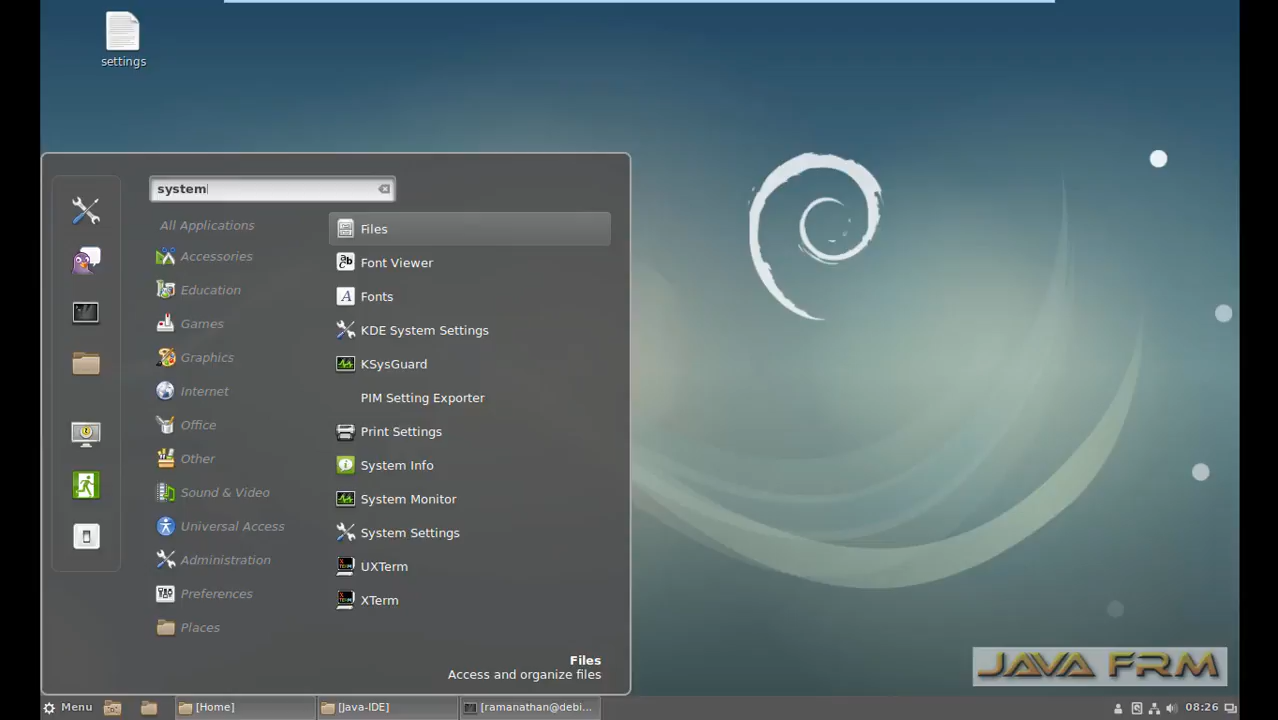 settings
system
All Applications
Accessories
Education
Games
Graphics
Internet
Office
Other
Sound & Video
Universal Access
Administration
Preferences
Places
Files
Font Viewer
Fonts
KDE System Settings
KSysGuard
PIM Setting Exporter
Print Settings
System Info
System Monitor
System Settings
UXTerm
XTerm
Files
Access and organize files
JAVA FRM
Menu
[Home]
[Java-IDE]
[ramanathan@debi...
08:26